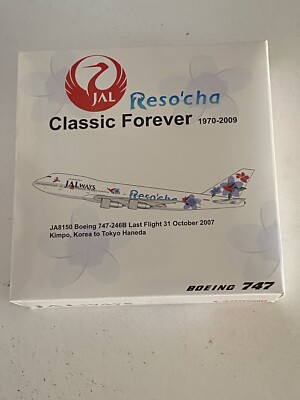 JAL
Reso'cha
Classic Forever 1970-2009
JALWAYS
Reso'cha
JA8150 Boeing 747-246B Last Flight 31 October 2007
Kimpo, Korea to Tokyo Haneda
BOEING 747